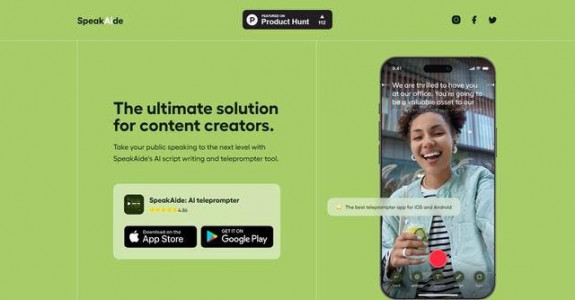 SpeakAide
FEATURED ON
Product Hunt
112
The ultimate solution
for content creators.
Take your public speaking to the next level with
SpeakAide's AI script writing and teleprompter tool.
SpeakAide: AI teleprompter
Download on the
App Store
GET IT ON
Google Play
9:41
We are thrilled to have you
at our office. You're going to
be a valuable asset to our
The best teleprompter app for iOS and Android